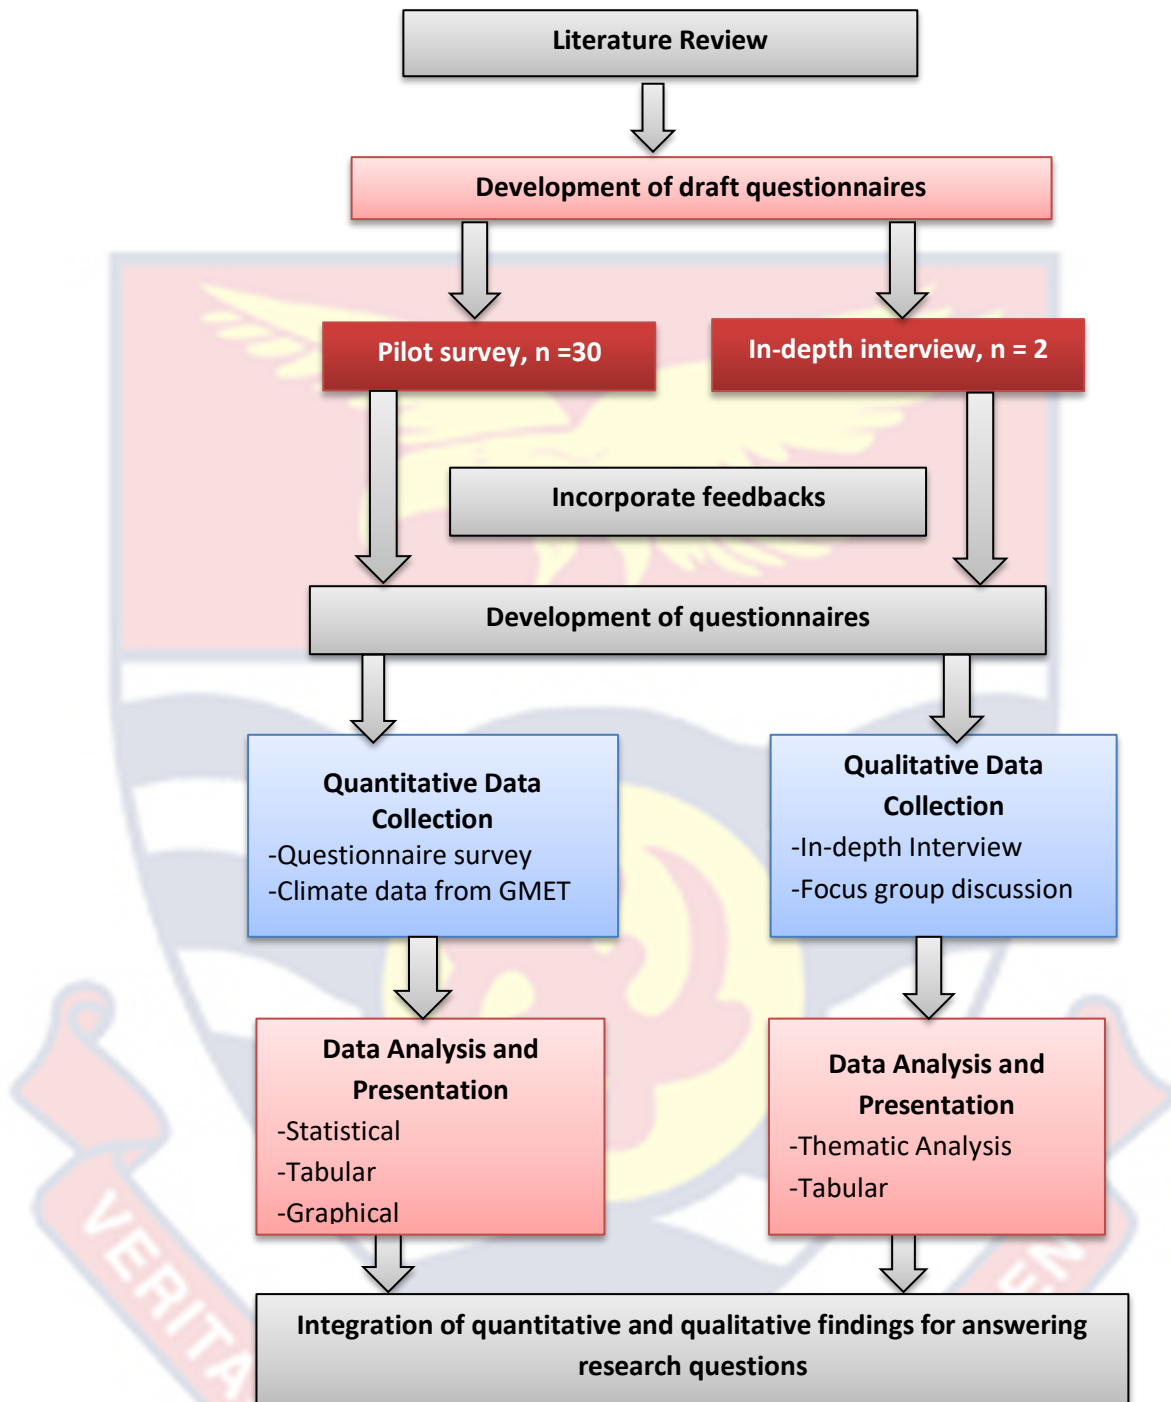 Literature Review
Development of draft questionnaires
Pilot survey, n =30
In-depth interview, n = 2
Incorporate feedbacks
Development of questionnaires
Quantitative Data
Collection
-Questionnaire survey
-Climate data from GMET
Qualitative Data
Collection
-In-depth Interview
-Focus group discussion
Data Analysis and
Presentation
-Statistical
-Tabular
-Graphical
Data Analysis and
Presentation
-Thematic Analysis
-Tabular
VERITA
EN
Integration of quantitative and qualitative findings for answering
research questions